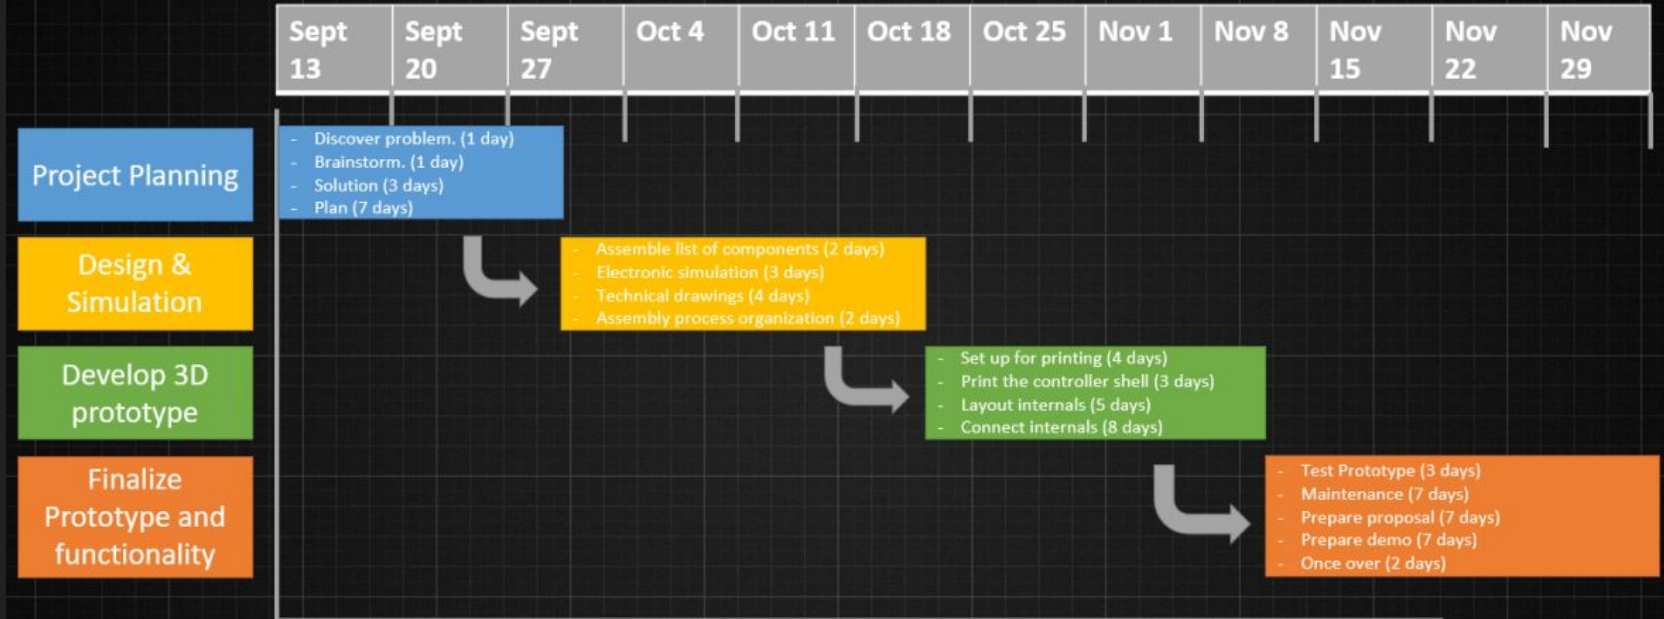 Sept Sept Sept Oct 4 Oct 11 Oct 18 Oct 25 Nov 1 Nov 8 Nov Nov Nov
13 20 27 15 22 29
Project Planning
- Discover problem. (1 day)
- Brainstorm. (1 day)
- Solution (3 days)
- Plan (7 days)
Design &
Simulation
- Assemble list of components (2 days)
- Electronic simulation (3 days)
- Technical drawings (4 days)
- Assembly process organization (2 days)
Develop 3D
prototype
- Set up for printing (4 days)
- Print the controller shell (3 days)
- Layout internals (5 days)
- Connect internals (8 days)
Finalize
Prototype and
functionality
- Test Prototype (3 days)
- Maintenance (7 days)
- Prepare proposal (7 days)
- Prepare demo (7 days)
- Once over (2 days)